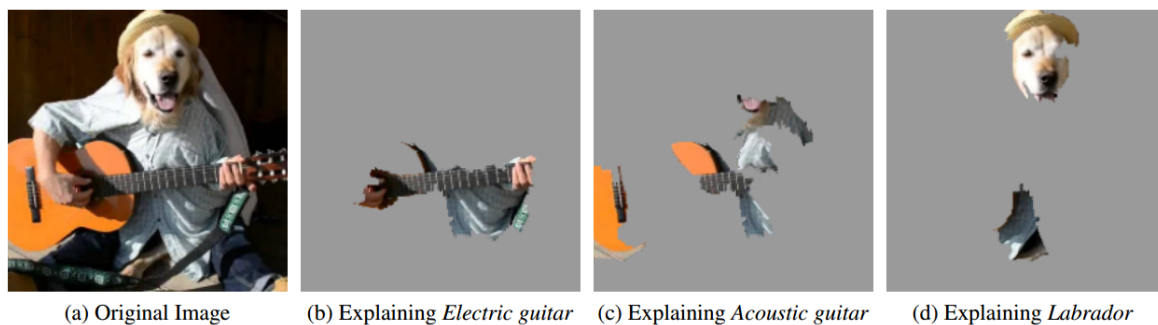 (a) Original Image
(b) Explaining Electric guitar
(c) Explaining Acoustic guitar
(d) Explaining Labrador